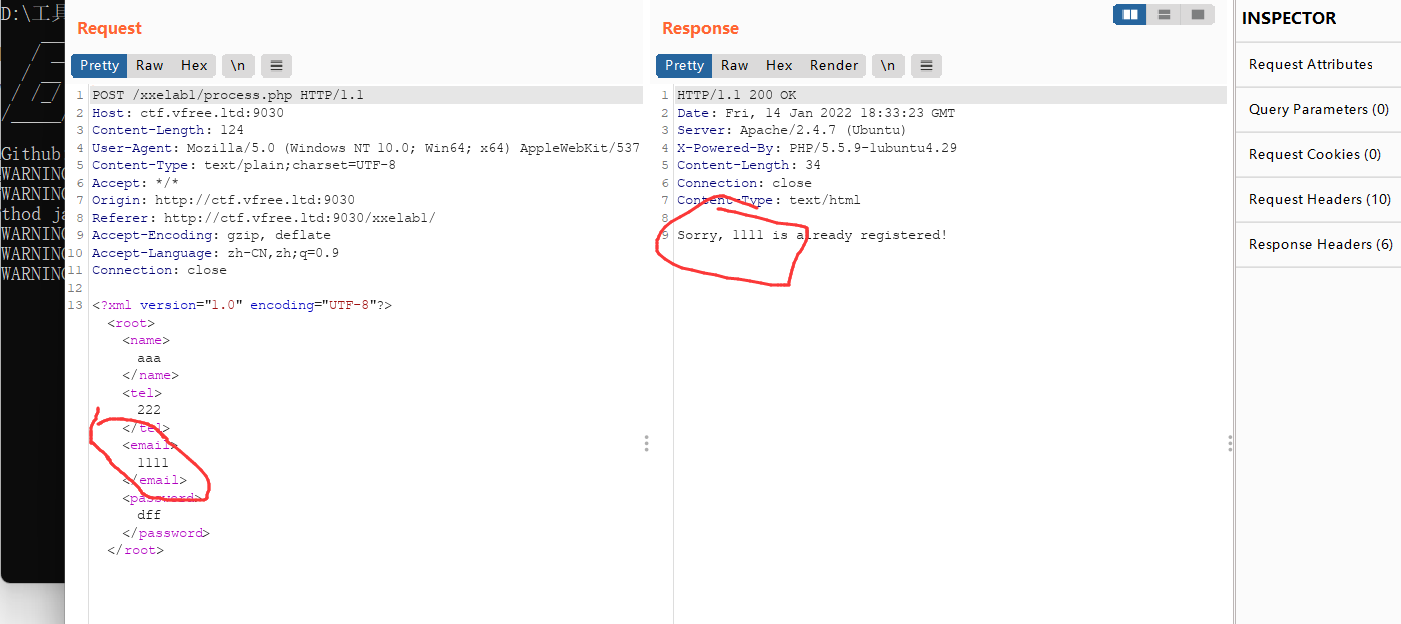 D:\工具
Github
WARNING
WARNING
thod ja
WARNING
WARNING
WARNING
Request
Pretty Raw Hex \n
1 POST /xxelab1/process.php HTTP/1.1
2 Host: ctf.vfree.ltd:9030
3 Content-Length: 124
4 User-Agent: Mozilla/5.0 (Windows NT 10.0; Win64; x64) AppleWebKit/537
5 Content-Type: text/plain;charset=UTF-8
6 Accept: */*
7 Origin: http://ctf.vfree.ltd:9030
8 Referer: http://ctf.vfree.ltd:9030/xxelab1/
9 Accept-Encoding: gzip, deflate
10 Accept-Language: zh-CN,zh;q=0.9
11 Connection: close
12
13 <?xml version="1.0" encoding="UTF-8"?>
<root>
<name>
aaa
</name>
<tel>
222
</tel>
<email>
1111
</email>
<password>
dff
</password>
</root>
Response
Pretty Raw Hex Render \n
1 HTTP/1.1 200 OK
2 Date: Fri, 14 Jan 2022 18:33:23 GMT
3 Server: Apache/2.4.7 (Ubuntu)
4 X-Powered-By: PHP/5.5.9-1ubuntu4.29
5 Content-Length: 34
6 Connection: close
7 Content-Type: text/html
8
9 Sorry, 1111 is already registered!
INSPECTOR
Request Attributes
Query Parameters (0)
Request Cookies (0)
Request Headers (10)
Response Headers (6)